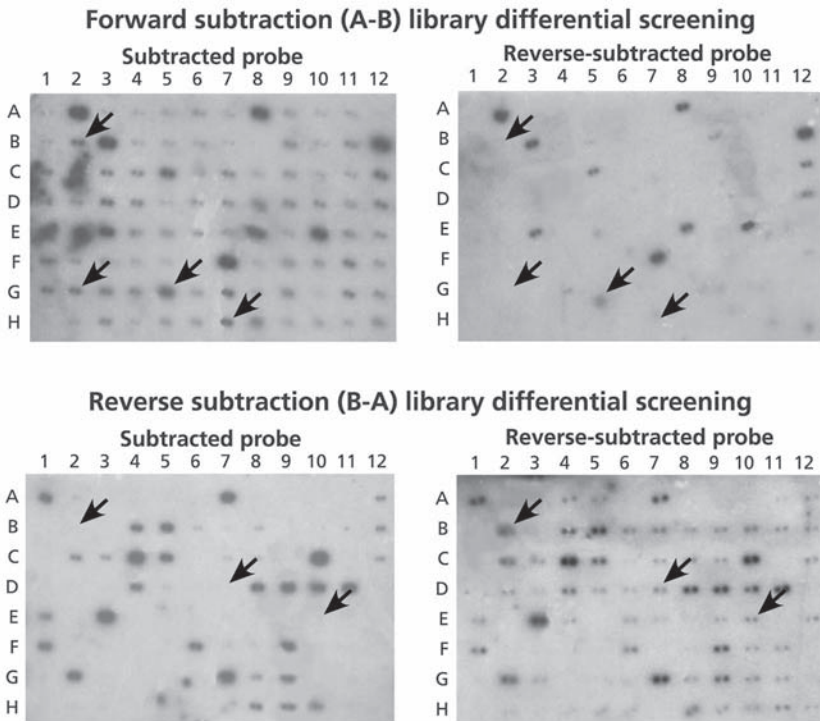 Forward subtraction (A-B) library differential screening
Subtracted probe
1 2 3 4 5 6 7 8 9 10 11 12
A
B
C
D
E
F
G
H
Reverse-subtracted probe
1 2 3 4 5 6 7 8 9 10 11 12
A
B
C
D
E
F
G
H
Reverse subtraction (B-A) library differential screening
Subtracted probe
1 2 3 4 5 6 7 8 9 10 11 12
A
B
C
D
E
F
G
H
Reverse-subtracted probe
1 2 3 4 5 6 7 8 9 10 11 12
A
B
C
D
E
F
G
H